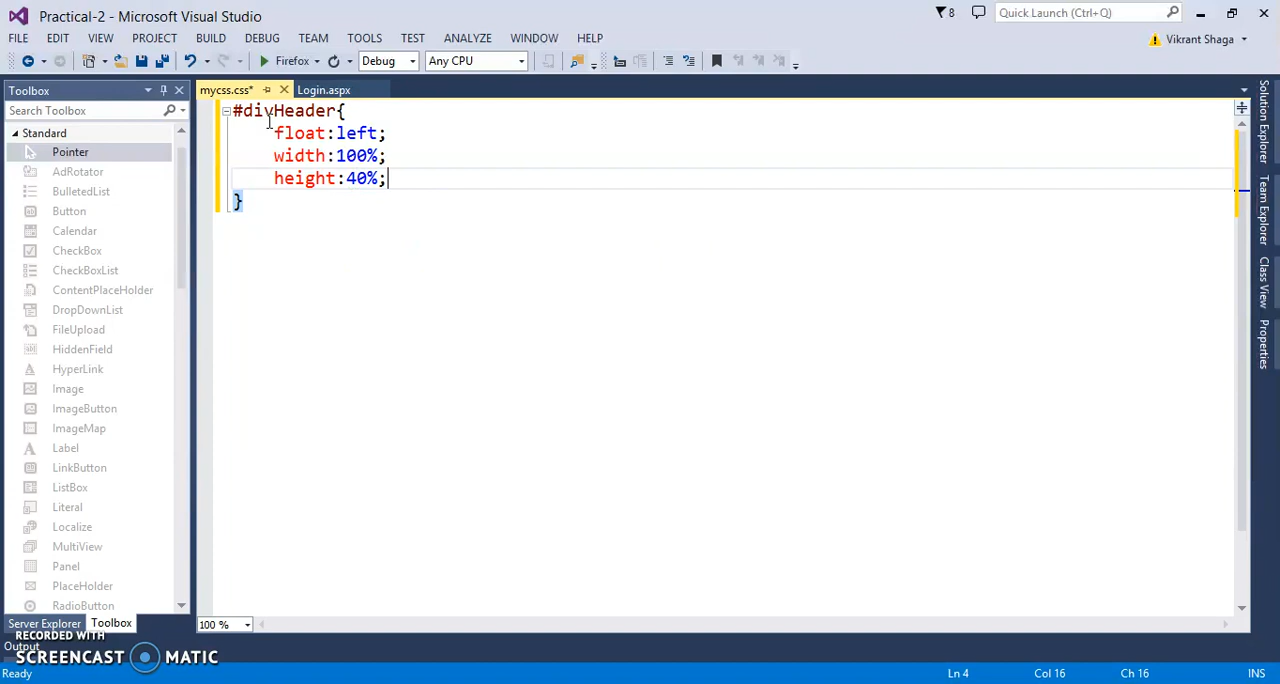 Practical-2 - Microsoft Visual Studio
8
Quick Launch (Ctrl+Q)
FILE EDIT VIEW PROJECT BUILD DEBUG TEAM TOOLS TEST ANALYZE WINDOW HELP
Vikrant Shaga
Firefox Debug Any CPU
Toolbox
mycss.css* Login.aspx
Search Toolbox
Standard
Pointer
AdRotator
BulletedList
Button
Calendar
CheckBox
CheckBoxList
ContentPlaceHolder
DropDownList
FileUpload
HiddenField
HyperLink
Image
ImageButton
ImageMap
Label
LinkButton
ListBox
Literal
Localize
MultiView
Panel
PlaceHolder
RadioButton
#divHeader{
float:left;
width:100%;
height:40%;
}
Solution Explorer
Team Explorer
Class View
Properties
100 %
Server Explorer Toolbox
Output
RECORDED WITH
SCREENCAST MATIC
Ready Ln 4 Col 16 Ch 16 INS